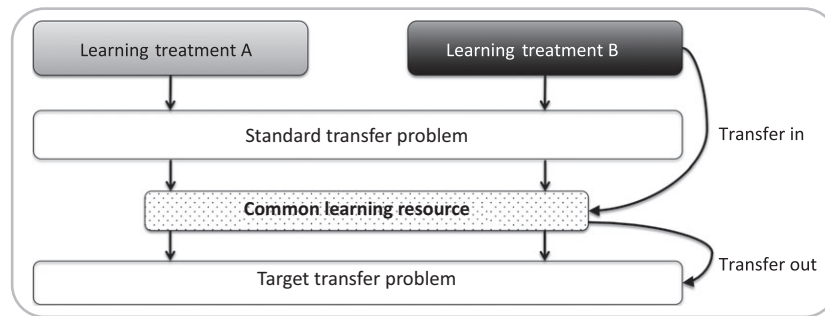 Learning treatment A
Learning treatment B
Standard transfer problem
Transfer in
Common learning resource
Transfer out
Target transfer problem